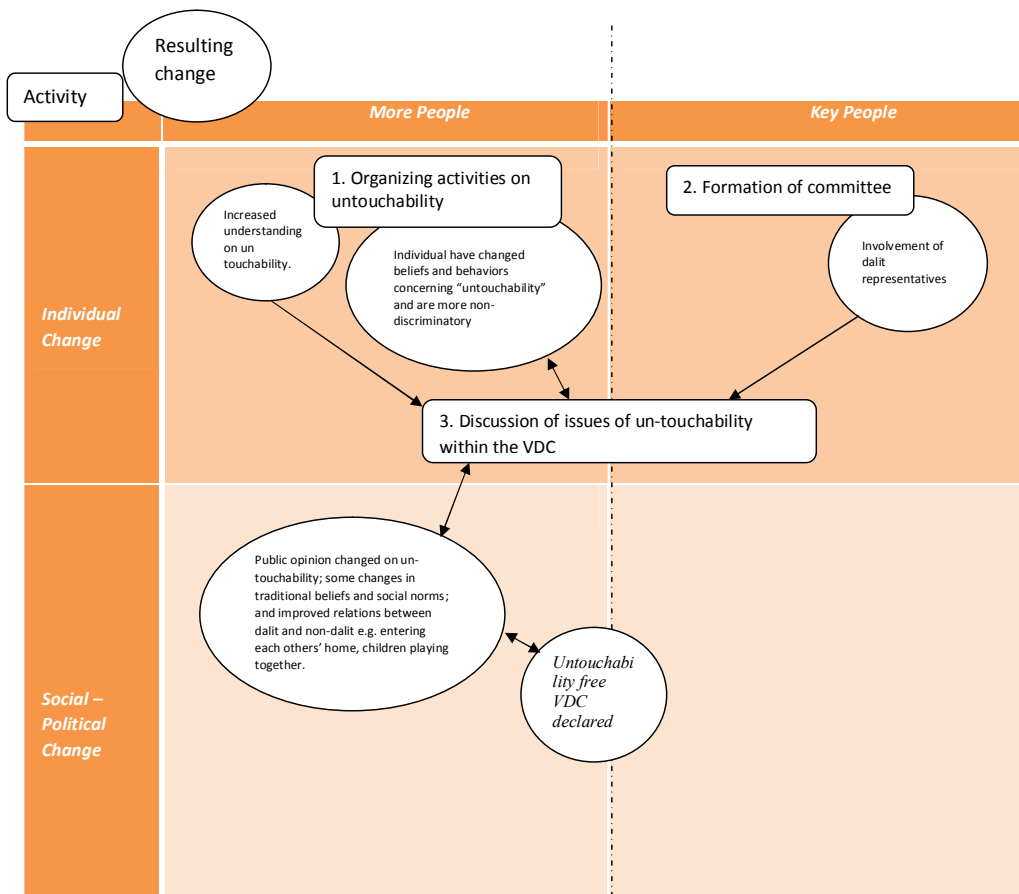 Resulting
change
Activity
More People
Key People
1. Organizing activities on
untouchability
2. Formation of committee
Increased
understanding
on un
touchability.
Individual have changed
beliefs and behaviors
concerning “untouchability”
and are more non-
discriminatory
Involvement of
dalit
representatives
Individual
Change
3. Discussion of issues of un-touchability
within the VDC
Public opinion changed on un-
touchability; some changes in
traditional beliefs and social norms;
and improved relations between
dalit and non-dalit e.g. entering
each others’ home, children playing
together.
Untouchabi
lity free
VDC
declared
Social –
Political
Change